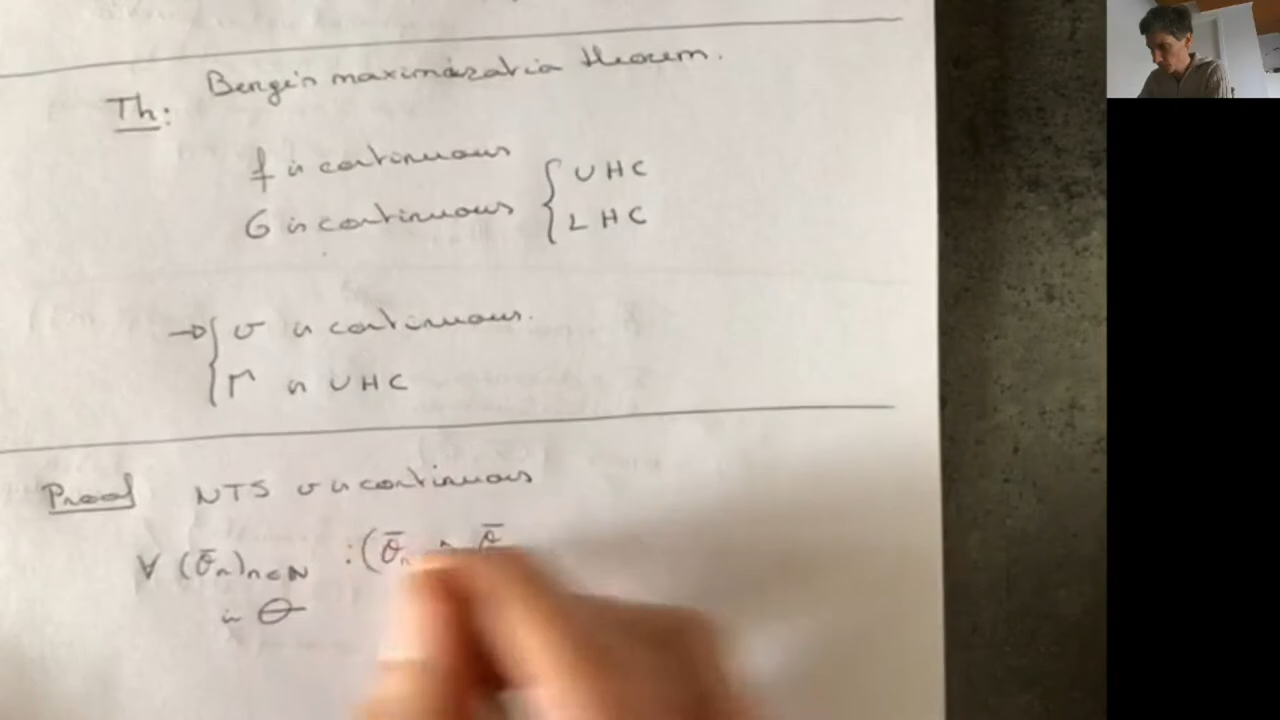 Th: Berge's maximization theorem.
f is continuous
G is continuous { UHC
LHC
→ { v is continuous.
Γ is UHC
Proof NTS v is continuous
∀ (θ̄ₙ)ₙ∈ℕ : (θ̄ₙ → θ̄
in Θ